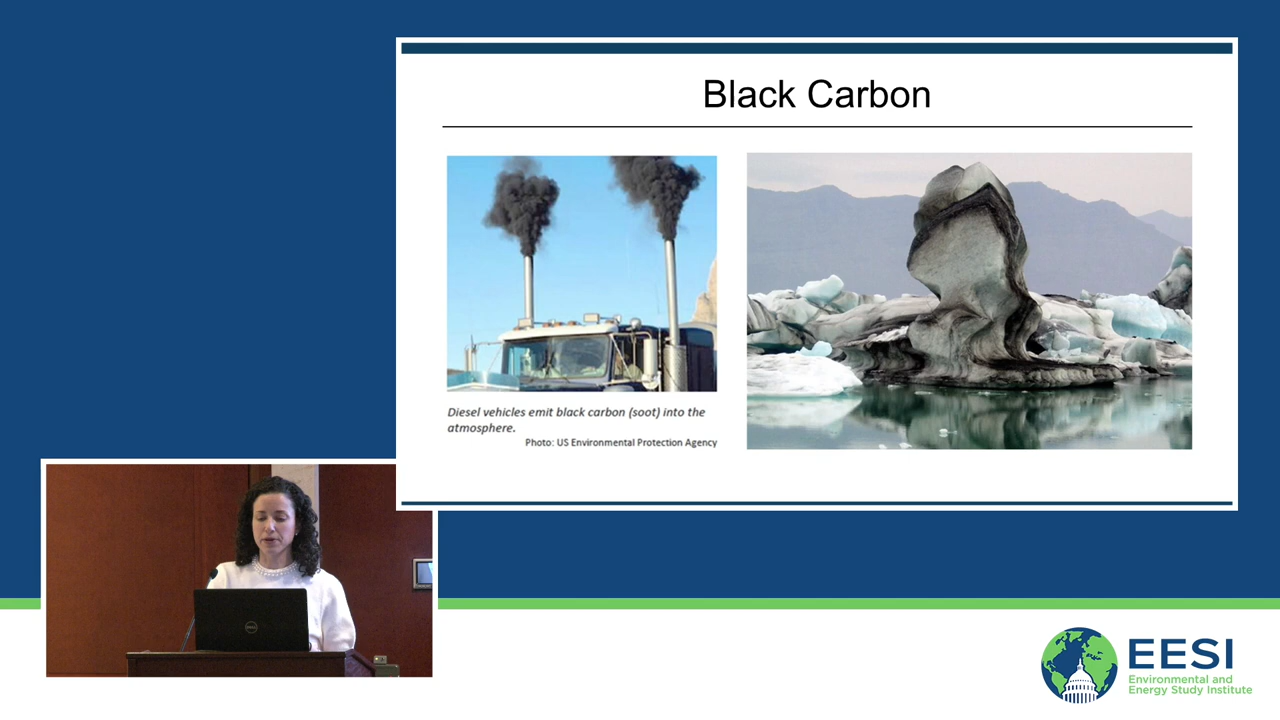 Black Carbon
Diesel vehicles emit black carbon (soot) into the
atmosphere.
Photo: US Environmental Protection Agency
DELL
EESI
Environmental and
Energy Study Institute